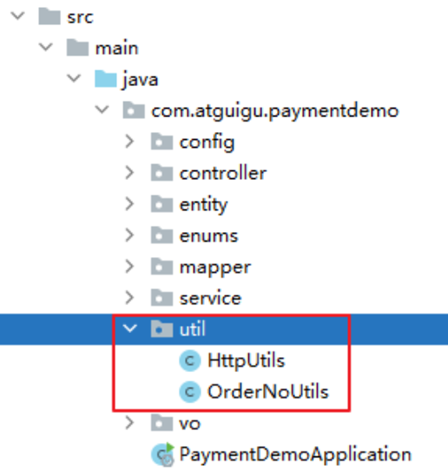 src
main
java
com.atguigu.paymentdemo
config
controller
entity
enums
mapper
service
util
HttpUtils
OrderNoUtils
vo
PaymentDemoApplication